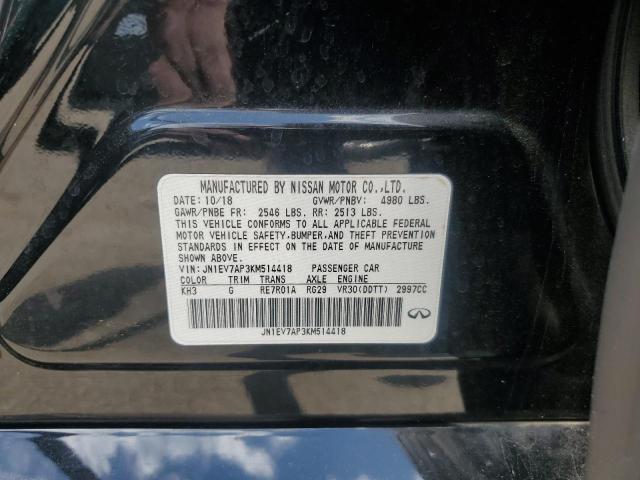 MANUFACTURED BY NISSAN MOTOR CO.,LTD.
DATE: 10/18 GVWR/PNBV: 4980 LBS.
GAWR/PNBE FR: 2546 LBS. RR: 2513 LBS.
THIS VEHICLE CONFORMS TO ALL APPLICABLE FEDERAL
MOTOR VEHICLE SAFETY, BUMPER, AND THEFT PREVENTION
STANDARDS IN EFFECT ON THE DATE OF MANUFACTURE
SHOWN ABOVE.
VIN: JN1EV7AP3KM514418 PASSENGER CAR
COLOR TRIM TRANS AXLE ENGINE
KH3 G RE7R01A RG29 VR30(DDTT) 2997CC
JN1EV7AP3KM514418